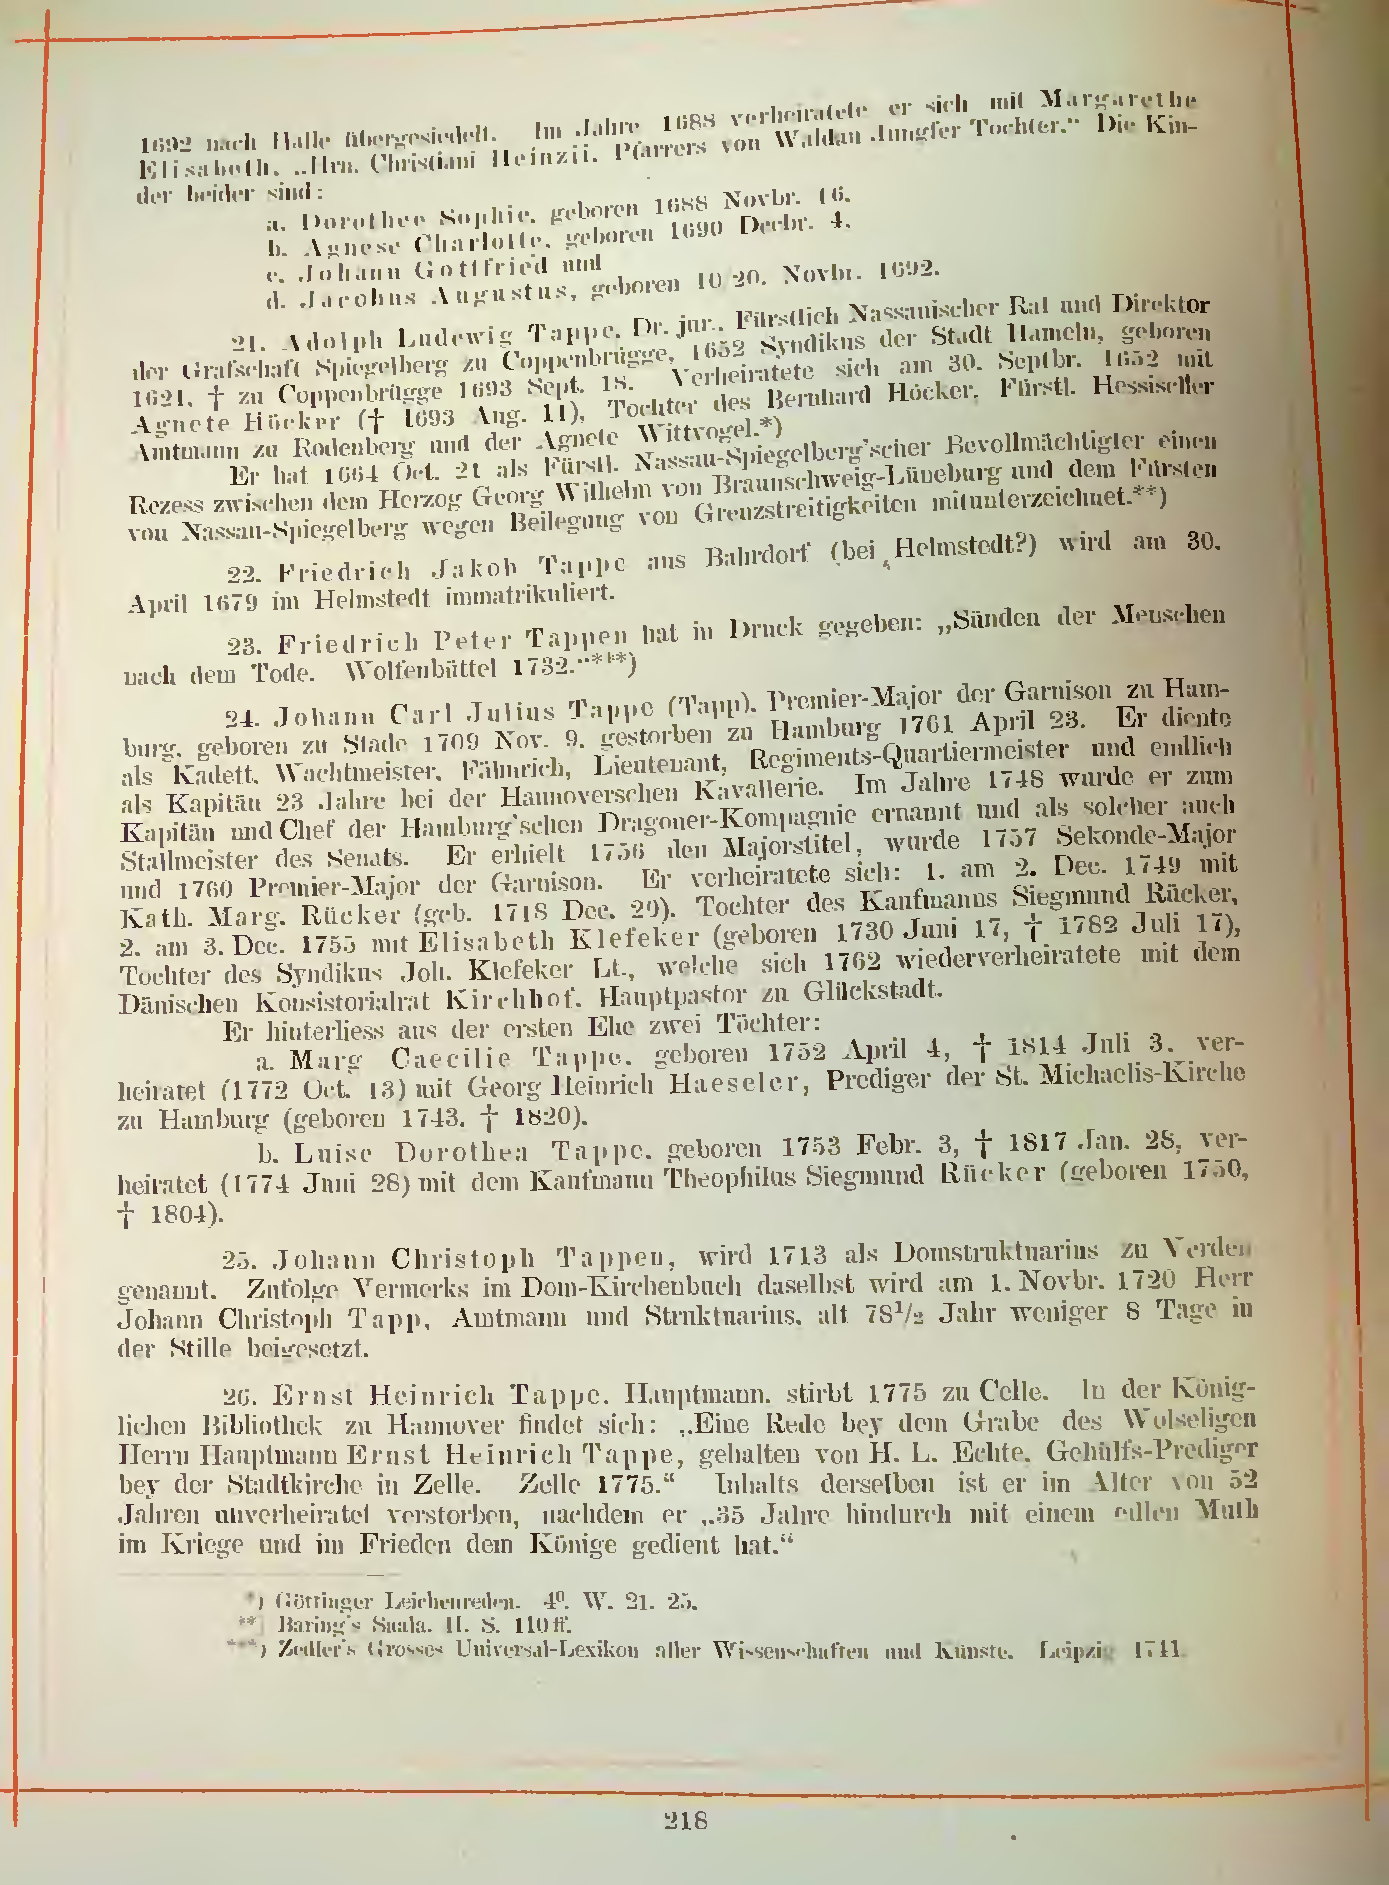 1692 nach Halle übergesiedelt. Im Jahre 1688 verheiratete er sich mit Margarethe
Elisabeth, „Hrn. Christiani Heinzii, Pfarrers von Waldau Jungfer Tochter.“ Die Kin-
der beider sind:
a. Dorothee Sophie, geboren 1688 Novbr. 16.
b. Agnese Charlotte, geboren 1690 Decbr. 4.
c. Johann Gottfried und
d. Jacobus Augustus, geboren 10/20. Novbr. 1692.
21. Adolph Ludewig Tappe, Dr. jur., Fürstlich Nassauischer Rat und Direktor
der Grafschaft Spiegelberg zu Coppenbrügge, 1652 Syndikus der Stadt Hameln, geboren
1621, † zu Coppenbrügge 1693 Sept. 18. Verheiratete sich am 30. Septbr. 1652 mit
Agnete Höcker († 1693 Aug. 11), Tochter des Bernhard Höcker, Fürstl. Hessischer
Amtmann zu Rodenberg und der Agnete Wittvogel.*)
Er hat 1664 Oct. 21 als Fürstl. Nassau-Spiegelberg'scher Bevollmächtigter einen
Rezess zwischen dem Herzog Georg Wilhelm von Braunschweig-Lüneburg und dem Fürsten
von Nassau-Spiegelberg wegen Beilegung von Grenzstreitigkeiten mitunterzeichnet.**)
22. Friedrich Jakob Tappe aus Bahrdorf (bei Helmstedt?) wird am 30.
April 1679 im Helmstedt immatrikuliert.
23. Friedrich Peter Tappen hat in Druck gegeben: „Sünden der Menschen
nach dem Tode. Wolfenbüttel 1732.“***)
24. Johann Carl Julius Tappe (Tapp), Premier-Major der Garnison zu Ham-
burg, geboren zu Stade 1709 Nov. 9, gestorben zu Hamburg 1761 April 23. Er diente
als Kadett, Wachtmeister, Fähnrich, Lieutenant, Regiments-Quartiermeister und endlich
als Kapitän 23 Jahre bei der Hannoverschen Kavallerie. Im Jahre 1748 wurde er zum
Kapitän und Chef der Hamburg'schen Dragoner-Kompagnie ernannt und als solcher auch
Stallmeister des Senats. Er erhielt 1756 den Majorstitel, wurde 1757 Sekonde-Major
und 1760 Premier-Major der Garnison. Er verheiratete sich: 1. am 2. Dec. 1749 mit
Kath. Marg. Rücker (geb. 1718 Dec. 29), Tochter des Kaufmanns Siegmund Rücker,
2. am 3. Dec. 1755 mit Elisabeth Klefeker (geboren 1730 Juni 17, † 1782 Juli 17),
Tochter des Syndikus Joh. Klefeker Lt., welche sich 1762 wiederverheiratete mit dem
Dänischen Konsistorialrat Kirchhof, Hauptpastor zu Glückstadt.
Er hinterliess aus der ersten Ehe zwei Töchter:
a. Marg Caecilie Tappe, geboren 1752 April 4, † 1814 Juli 3, ver-
heiratet (1772 Oct. 13) mit Georg Heinrich Haeseler, Prediger der St. Michaelis-Kirche
zu Hamburg (geboren 1743, † 1820).
b. Luise Dorothea Tappe, geboren 1753 Febr. 3, † 1817 Jan. 28, ver-
heiratet (1774 Juni 28) mit dem Kaufmann Theophilus Siegmund Rücker (geboren 1750,
† 1804).
25. Johann Christoph Tappen, wird 1713 als Domstruktuarius zu Verden
genannt. Zufolge Vermerks im Dom-Kirchenbuch daselbst wird am 1. Novbr. 1720 Herr
Johann Christoph Tapp, Amtmann und Struktuarius, alt 78½ Jahr weniger 8 Tage in
der Stille beigesetzt.
26. Ernst Heinrich Tappe, Hauptmann, stirbt 1775 zu Celle. In der König-
lichen Bibliothek zu Hannover findet sich: „Eine Rede bey dem Grabe des Wolseligen
Herrn Hauptmann Ernst Heinrich Tappe, gehalten von H. L. Echte, Gehülfs-Prediger
bey der Stadtkirche in Zelle. Zelle 1775.“ Inhalts derselben ist er im Alter von 52
Jahren unverheiratet verstorben, nachdem er „35 Jahre hindurch mit einem edlen Muth
im Kriege und im Frieden dem Könige gedient hat.“
*) Göttinger Leichenreden. 4⁰. W. 21. 25.
** Baring's Saala. II. S. 110 ff.
***) Zedler's Grosses Universal-Lexikon aller Wissenschaften und Künste. Leipzig 1741.
218